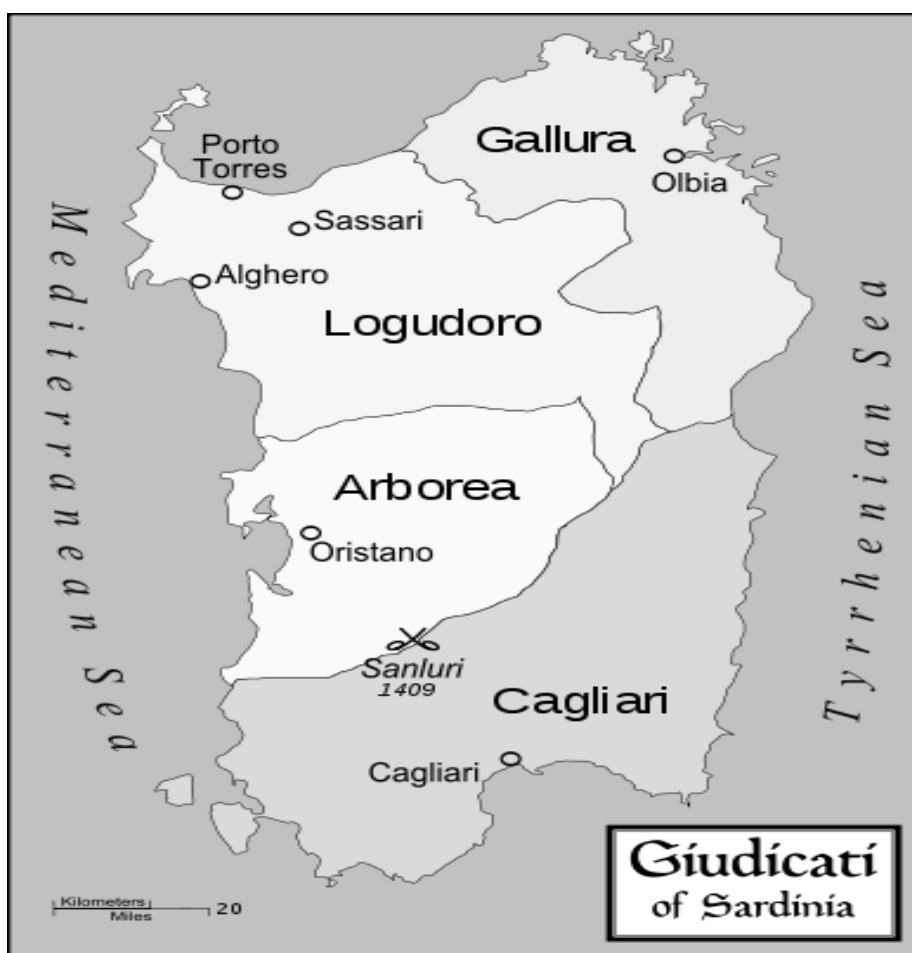 Gallura
Porto
Torres
Olbia
Sassari
Alghero
Logudoro
Mediterranean Sea
Tyrrhenian Sea
Arborea
Oristano
Sanluri
1409
Cagliari
Cagliari
Giudicati
of Sardinia
Kilometers
Miles
20